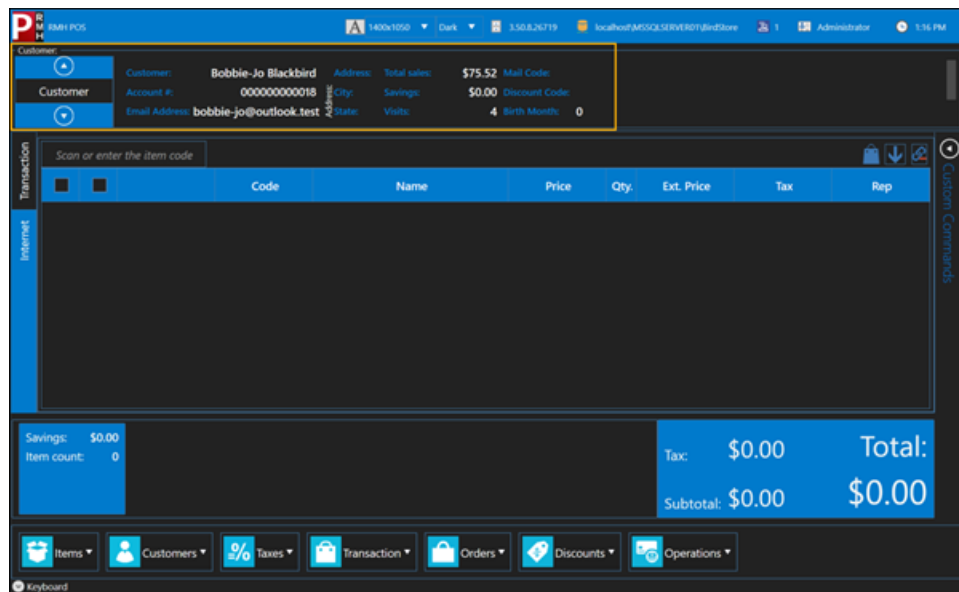 P RMH RMH POS A 1400x1050 Dark 3.50.8.26719 localhost\MSSQLSERVER01\BirdStore 1 Administrator 1:16 PM
Customer:
Customer
Customer: Bobbie-Jo Blackbird Address: Total sales: $75.52 Mail Code:
Account #: 000000000018 City: Savings: $0.00 Discount Code:
Email Address: bobbie-jo@outlook.test State: Visits: 4 Birth Month: 0
Address:
Transaction
Internet
Scan or enter the item code
Code Name Price Qty. Ext. Price Tax Rep
Custom Commands
Savings: $0.00
Item count: 0
Tax: $0.00 Total:
Subtotal: $0.00 $0.00
Items Customers Taxes Transaction Orders Discounts Operations
Keyboard